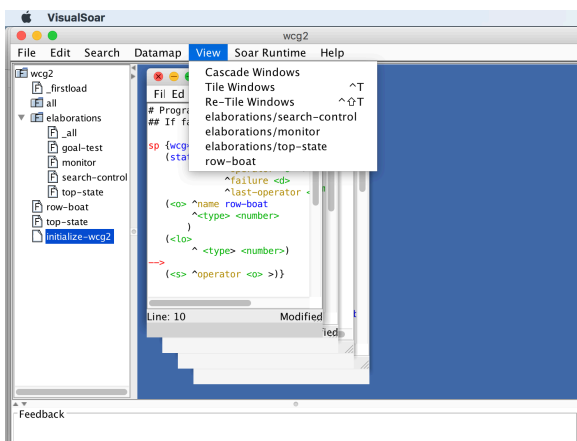 VisualSoar
wcg2
File Edit Search Datamap View Soar Runtime Help
Cascade Windows
Tile Windows ^T
Re-Tile Windows ^⇧T
elaborations/search-control
elaborations/monitor
elaborations/top-state
row-boat
wcg2
F _firstload
F all
F elaborations
F _all
F goal-test
F monitor
F search-control
F top-state
F row-boat
F top-state
initialize-wcg2
Fil Ed
# Progra
## If fa
sp {wcg
(stat
^failure <d>
^last-operator <
(<o> ^name row-boat
^<type> <number>
)
(<lo>
^ <type> <number>)
-->
(<s> ^operator <o> >)}
Line: 10 Modified
ied
Feedback